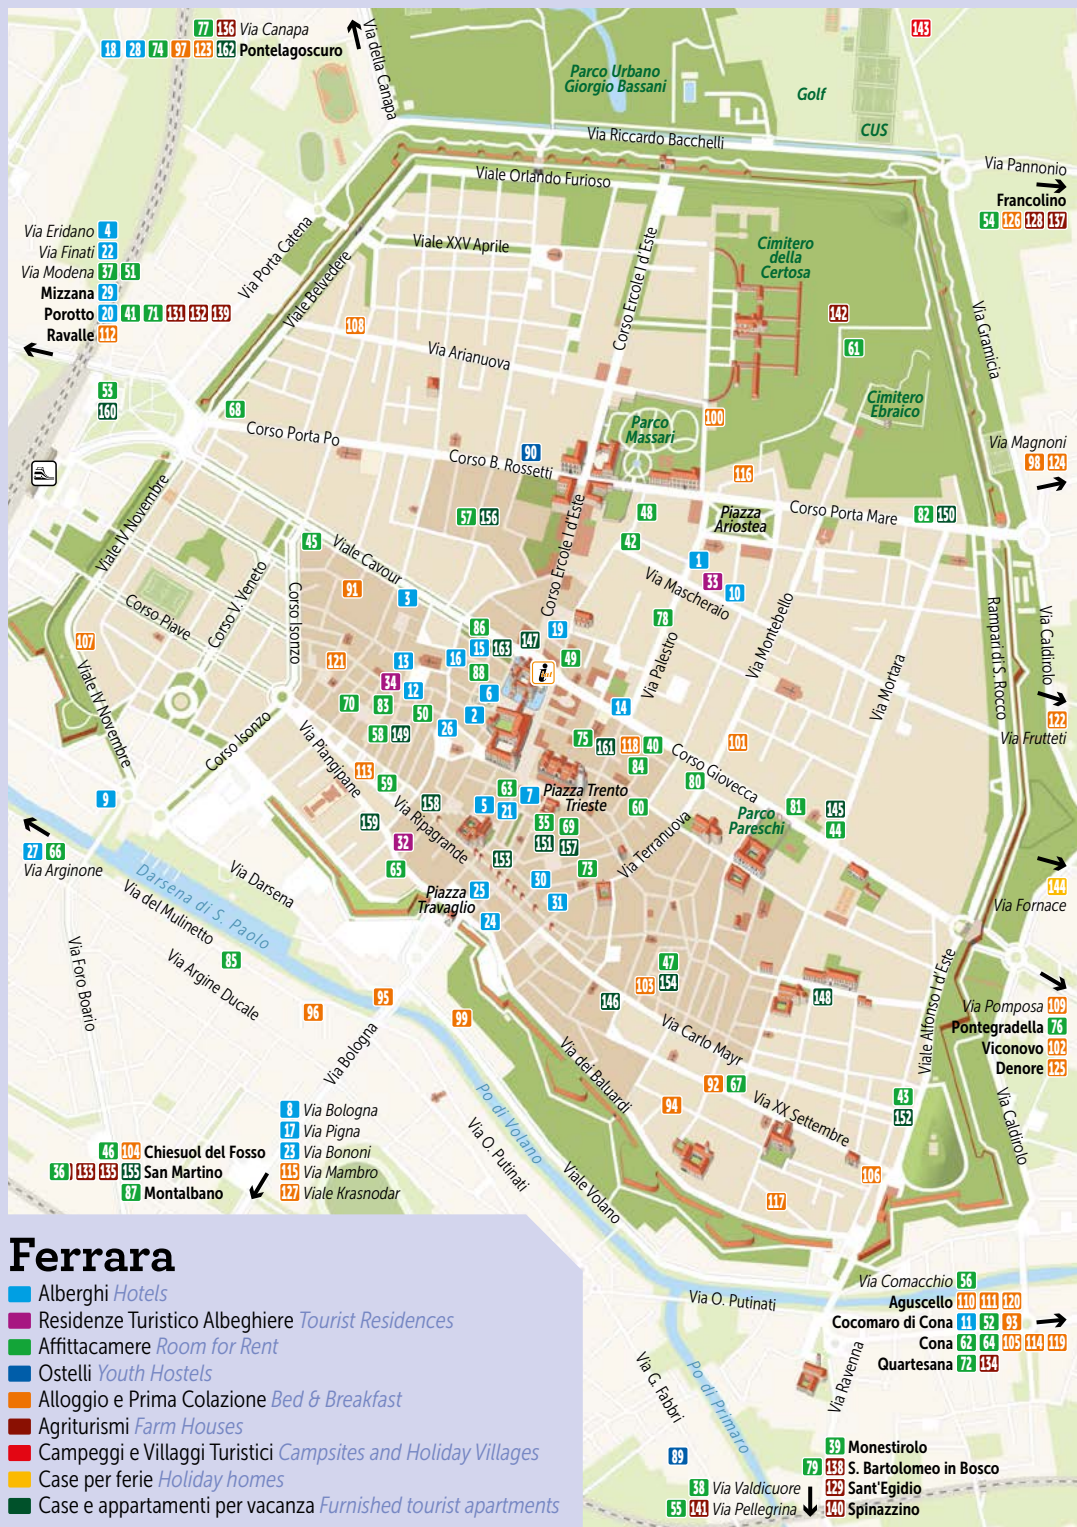 77 136 Via Canapa
18 28 74 97 123 162 Pontelagoscuro
Via della Canapa
Parco Urbano
Giorgio Bassani
Golf
CUS
143
Via Riccardo Bacchelli
Viale Orlando Furioso
Via Pannonio
Francolino
54 126 128 137
Via Eridano 4
Via Finati 22
Via Modena 37 51
Mizzana 29
Porotto 20 41 71 131 132 139
Ravalle 112
Via Porta Catena
Viale Belvedere
Viale XXV Aprile
Corso Ercole I d'Este
Cimitero
della
Certosa
142
61
Via Gramicia
108
Via Arianuova
Cimitero
Ebraico
53
160
68
Corso Porta Po
90
Corso B. Rossetti
Parco
Massari
100
116
Via Magnoni
98 124
Viale IV Novembre
57 156
48
42
Piazza
Ariostea
Corso Porta Mare
82 150
45
Viale Cavour
Corso Ercole I d'Este
1
33
10
Via Mascheraio
91
3
Corso Piave
Corso V. Veneto
Corso Isonzo
107
Viale IV Novembre
121
86
15 163 147
19
16
88
49
13
34
12
6
70
83
50
2
26
58 149
78
Via Palestro
Via Montebello
Via Mortara
Rampari di S. Rocco
Via Caldirolo
122
Via Frutteti
14
Corso Isonzo
Via Piangipane
113
59
75
161 118 40
84
Corso Giovecca
101
80
9
158
Via Ripagrande
159
32
65
63
5
21
7
Piazza Trento
Trieste
35
69
151
157
60
Via Terranuova
Parco
Pareschi
81
145
44
27 66
Via Arginone
Darsena di S. Paolo
Via Darsena
Via del Mulinetto
153
30
73
31
Piazza
Travaglio
25
24
144
Via Fornace
Via Foro Boario
85
Via Argine Ducale
95
96
99
Via Bologna
47
103 154
146
148
Via Carlo Mayr
Viale Alfonso I d'Este
Via Pomposa 109
Pontegradella 76
Viconovo 102
Denore 125
Via dei Baluardi
92 67
94
Via XX Settembre
43
152
Via Caldirolo
106
117
Po di Volano
Via O. Putinati
Viale Volano
8 Via Bologna
17 Via Pigna
23 Via Bononi
115 Via Mambro
127 Viale Krasnodar
46 104 Chiesuol del Fosso
36 133 135 155 San Martino
87 Montalbano
Ferrara
Alberghi Hotels
Residenze Turistico Albeghiere Tourist Residences
Affittacamere Room for Rent
Ostelli Youth Hostels
Alloggio e Prima Colazione Bed & Breakfast
Agriturismi Farm Houses
Campeggi e Villaggi Turistici Campsites and Holiday Villages
Case per ferie Holiday homes
Case e appartamenti per vacanza Furnished tourist apartments
Via O. Putinati
Via Comacchio 56
Aguscello 110 111 120
Cocomaro di Cona 11 52 93
Cona 62 64 105 114 119
Quartesana 72 134
Via G. Fabbri
Po di Primaro
Via Ravenna
89
39 Monestirolo
79 138 S. Bartolomeo in Bosco
38 Via Valdicuore
129 Sant'Egidio
55 141 Via Pellegrina
140 Spinazzino